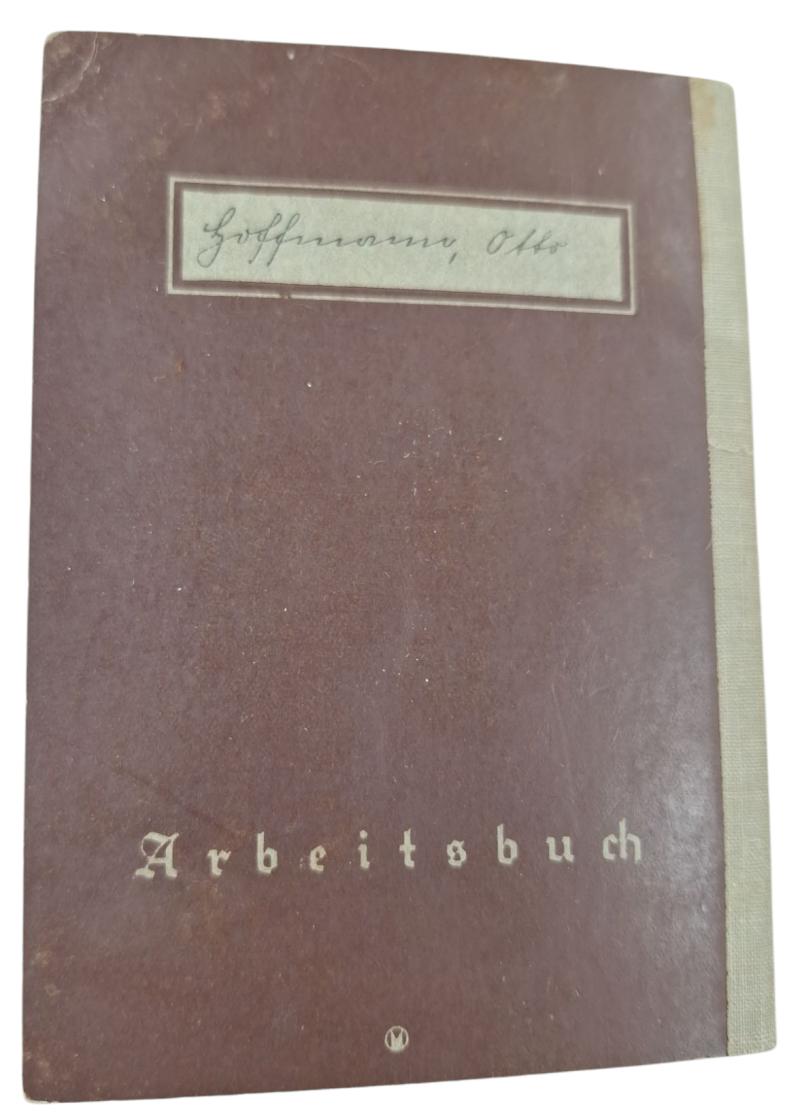 Hoffmann, Otto
Arbeitsbuch